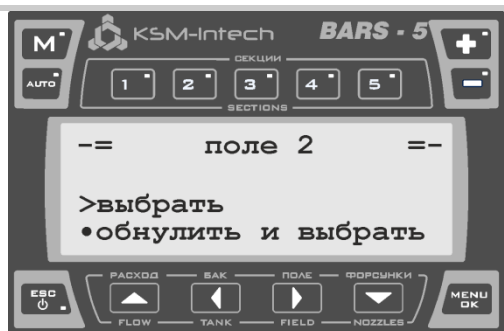 M
KSM-Intech
BARS - 5
AUTO
СЕКЦИИ
1 2 3 4 5
SECTIONS
-= поле 2 =-
>выбрать
•обнулить и выбрать
РАСХОД БАК ПОЛЕ ФОРСУНКИ
FLOW TANK FIELD NOZZLES
ESC
MENU
OK